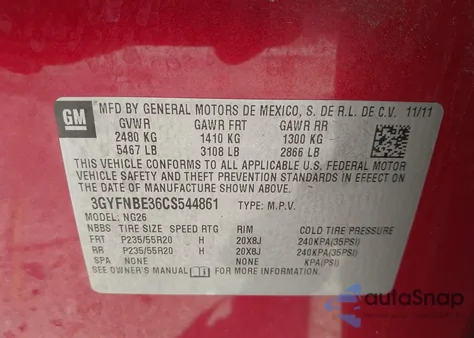 GM
MFD BY GENERAL MOTORS DE MEXICO, S. DE R.L. DE C.V. 11/11
GVWR GAWR FRT GAWR RR
2480 KG 1410 KG 1300 KG
5467 LB 3108 LB 2866 LB
THIS VEHICLE CONFORMS TO ALL APPLICABLE U.S. FEDERAL MOTOR
VEHICLE SAFETY AND THEFT PREVENTION STANDARDS IN EFFECT ON THE
DATE OF MANUFACTURE SHOWN ABOVE.
3GYFNBE36CS544861 TYPE: M.P.V.
MODEL: NG26
NBBS TIRE SIZE SPEED RTG RIM COLD TIRE PRESSURE
FRT P235/55R20 H 20X8J 240KPA(35PSI)
RR P235/55R20 H 20X8J 240KPA(35PSI)
SPA NONE NONE NONE KPA(PSI)
SEE OWNER'S MANUAL FOR MORE INFORMATION
autoSnap